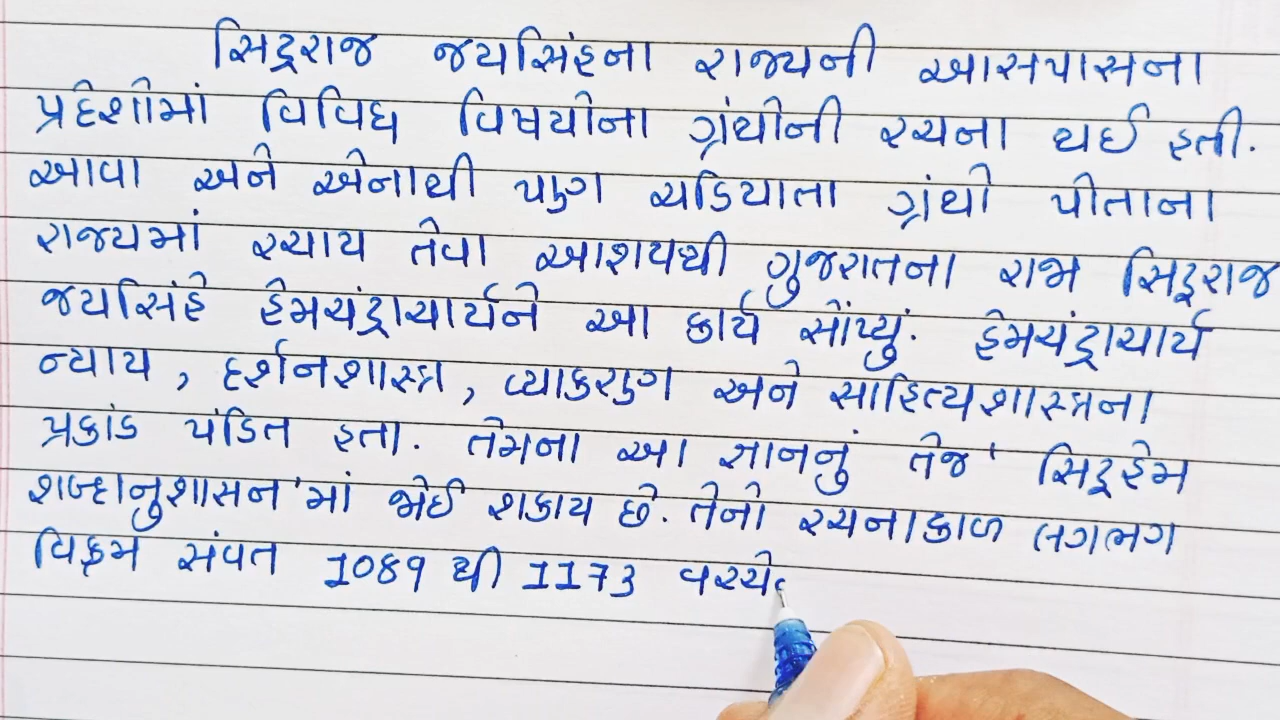 સિદ્ધરાજ જયસિંહના રાજ્યની આસપાસના
પ્રદેશોમાં વિવિધ વિષયોના ગ્રંથોની રચના થઈ હતી.
આવા અને એનાથી પણ ચડિયાતા ગ્રંથો પોતાના
રાજ્યમાં રચાય તેવા આશયથી ગુજરાતના રાજા સિદ્ધરાજ
જયસિંહે હેમચંદ્રાચાર્યને આ કાર્ય સોંપ્યું. હેમચંદ્રાચાર્ય
ન્યાય, દર્શનશાસ્ત્ર, વ્યાકરણ અને સાહિત્યશાસ્ત્રના
પ્રકાંડ પંડિત હતા. તેમના આ જ્ઞાનનું તેજ 'સિદ્ધહેમ
શબ્દાનુશાસન'માં જોઈ શકાય છે. તેનો રચનાકાળ લગભગ
વિક્રમ સંવત 1089 થી 1173 વચ્ચે